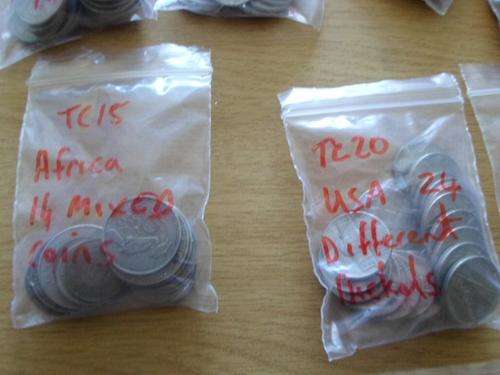 TC15
Africa
14 MIXED
Coins
TC20
USA 24
Different
Nickels